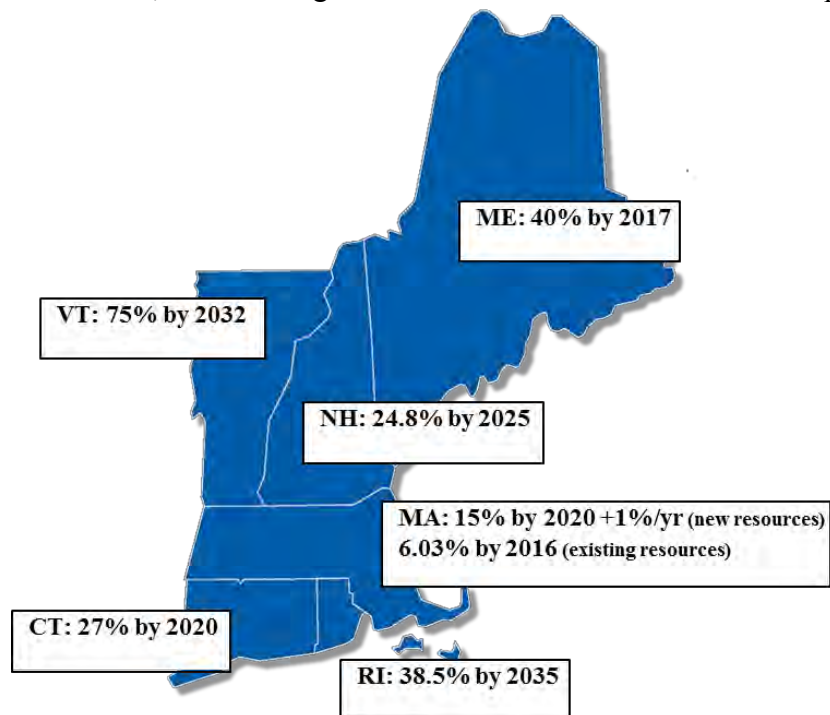 ME: 40% by 2017
VT: 75% by 2032
NH: 24.8% by 2025
MA: 15% by 2020 +1%/yr (new resources)
6.03% by 2016 (existing resources)
CT: 27% by 2020
RI: 38.5% by 2035